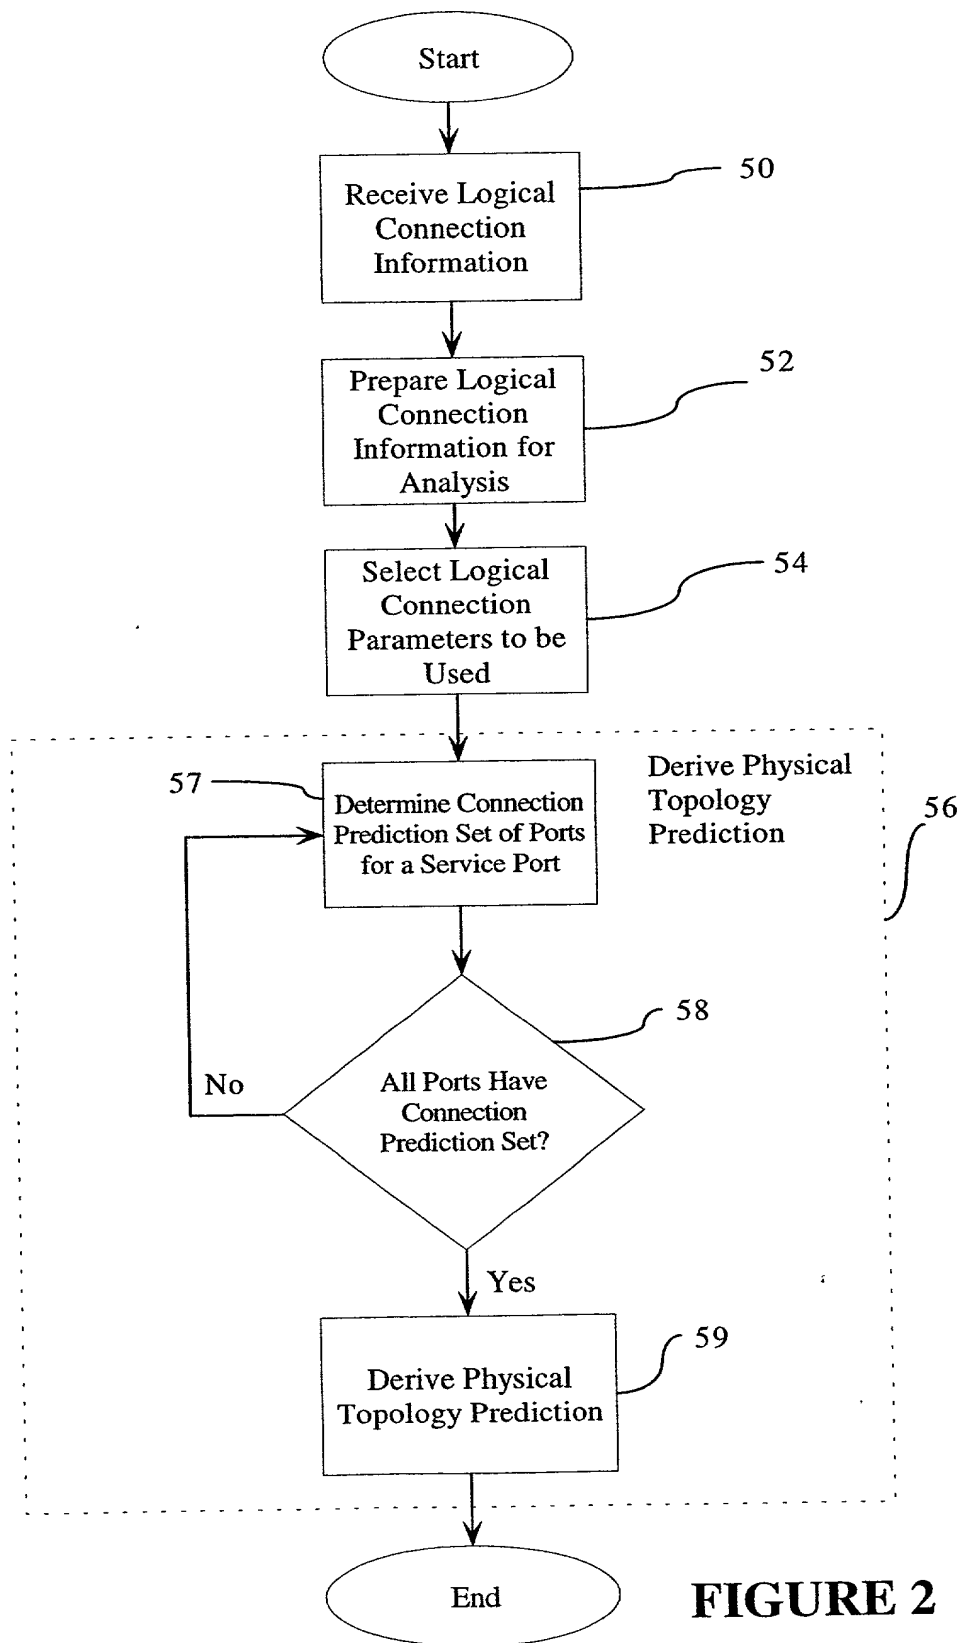 Start
50
Receive Logical
Connection
Information
52
Prepare Logical
Connection
Information for
Analysis
54
Select Logical
Connection
Parameters to be
Used
57
Determine Connection
Prediction Set of Ports
for a Service Port
Derive Physical
Topology
Prediction
56
58
All Ports Have
Connection
Prediction Set?
No
Yes
59
Derive Physical
Topology Prediction
End
FIGURE 2